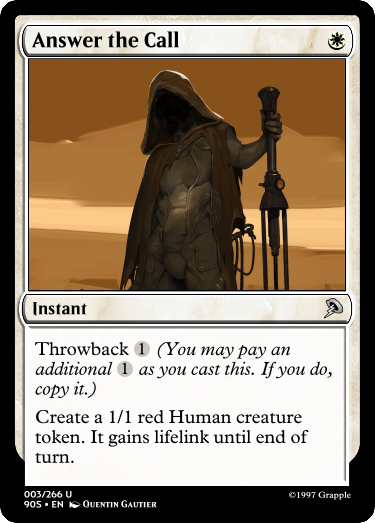 Answer the Call
Instant
Throwback 1 (You may pay an
additional 1 as you cast this. If you do,
copy it.)
Create a 1/1 red Human creature
token. It gains lifelink until end of
turn.
003/266 U
90S • EN Quentin Gautier
©1997 Grapple